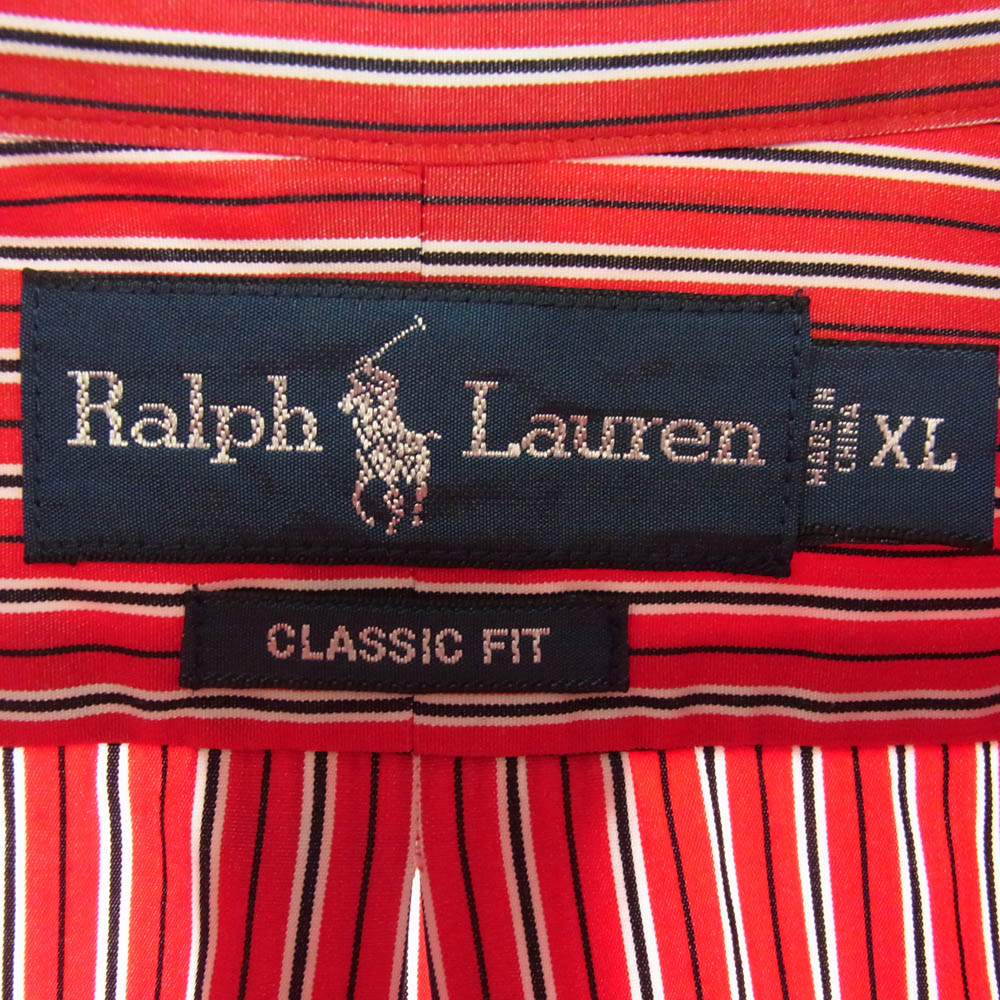 Ralph Lauren
MADE IN
CHINA
XL
CLASSIC FIT